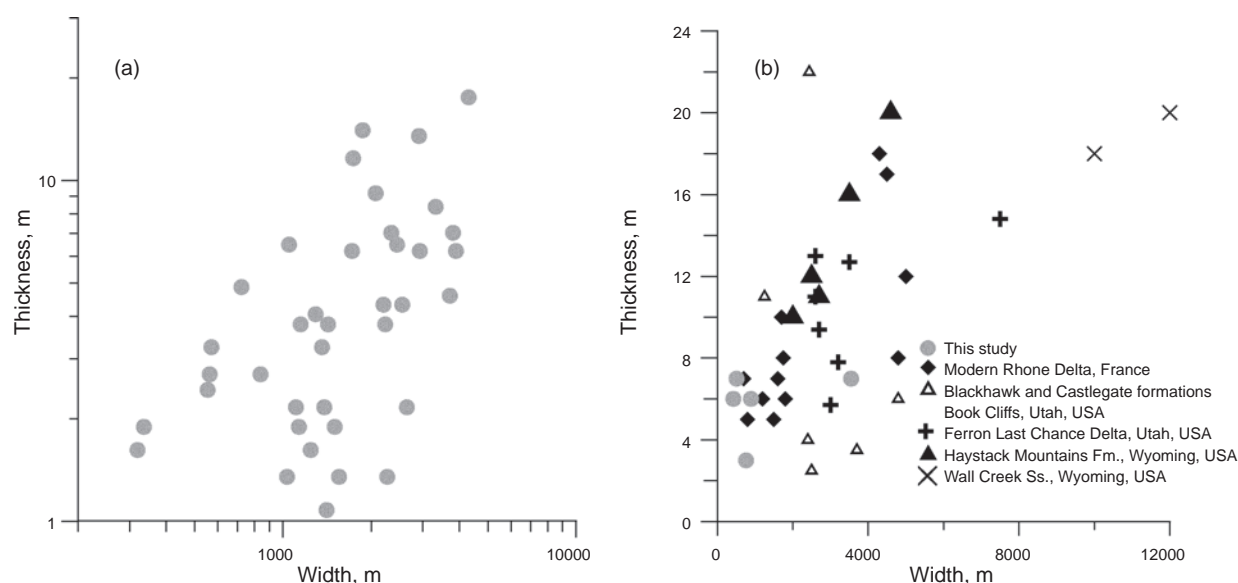 (a)
10
1
Thickness, m
1000
10000
Width, m
(b)
24
20
16
12
8
4
0
Thickness, m
This study
Modern Rhone Delta, France
Blackhawk and Castlegate formations
Book Cliffs, Utah, USA
Ferron Last Chance Delta, Utah, USA
Haystack Mountains Fm., Wyoming, USA
Wall Creek Ss., Wyoming, USA
0
4000
8000
12000
Width, m